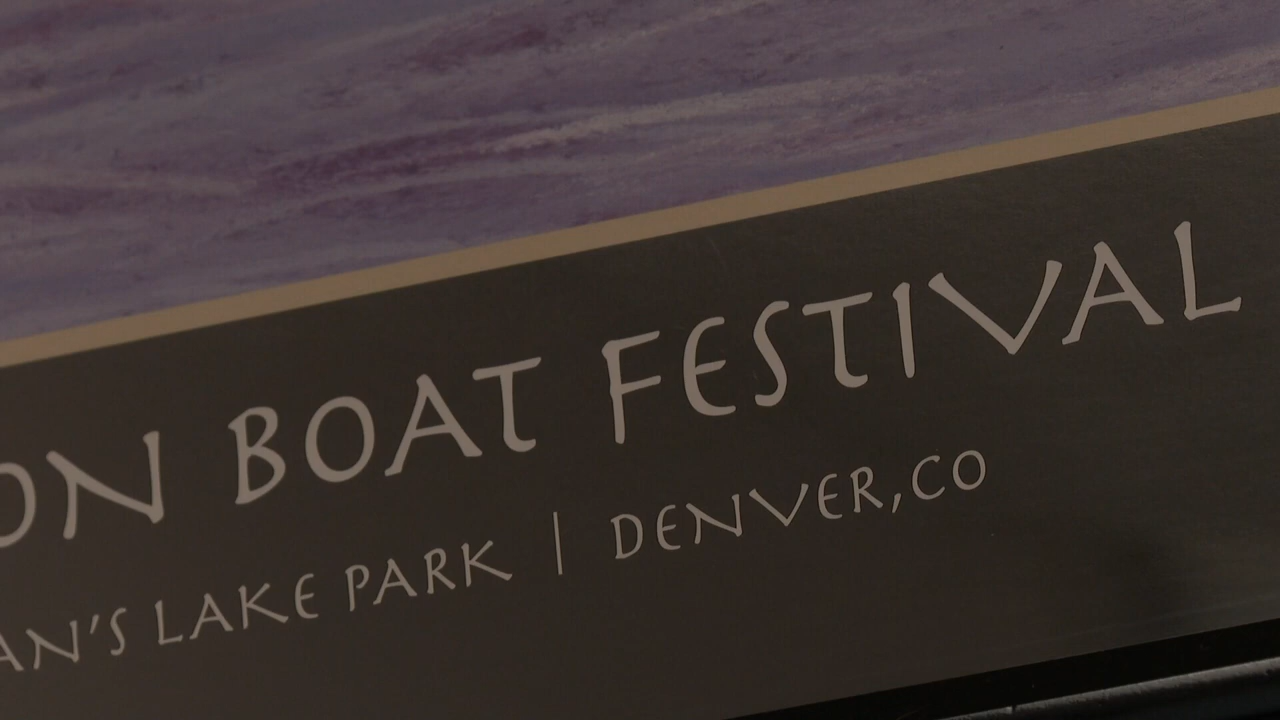 ON BOAT FESTIVAL
AN'S LAKE PARK | DENVER, CO